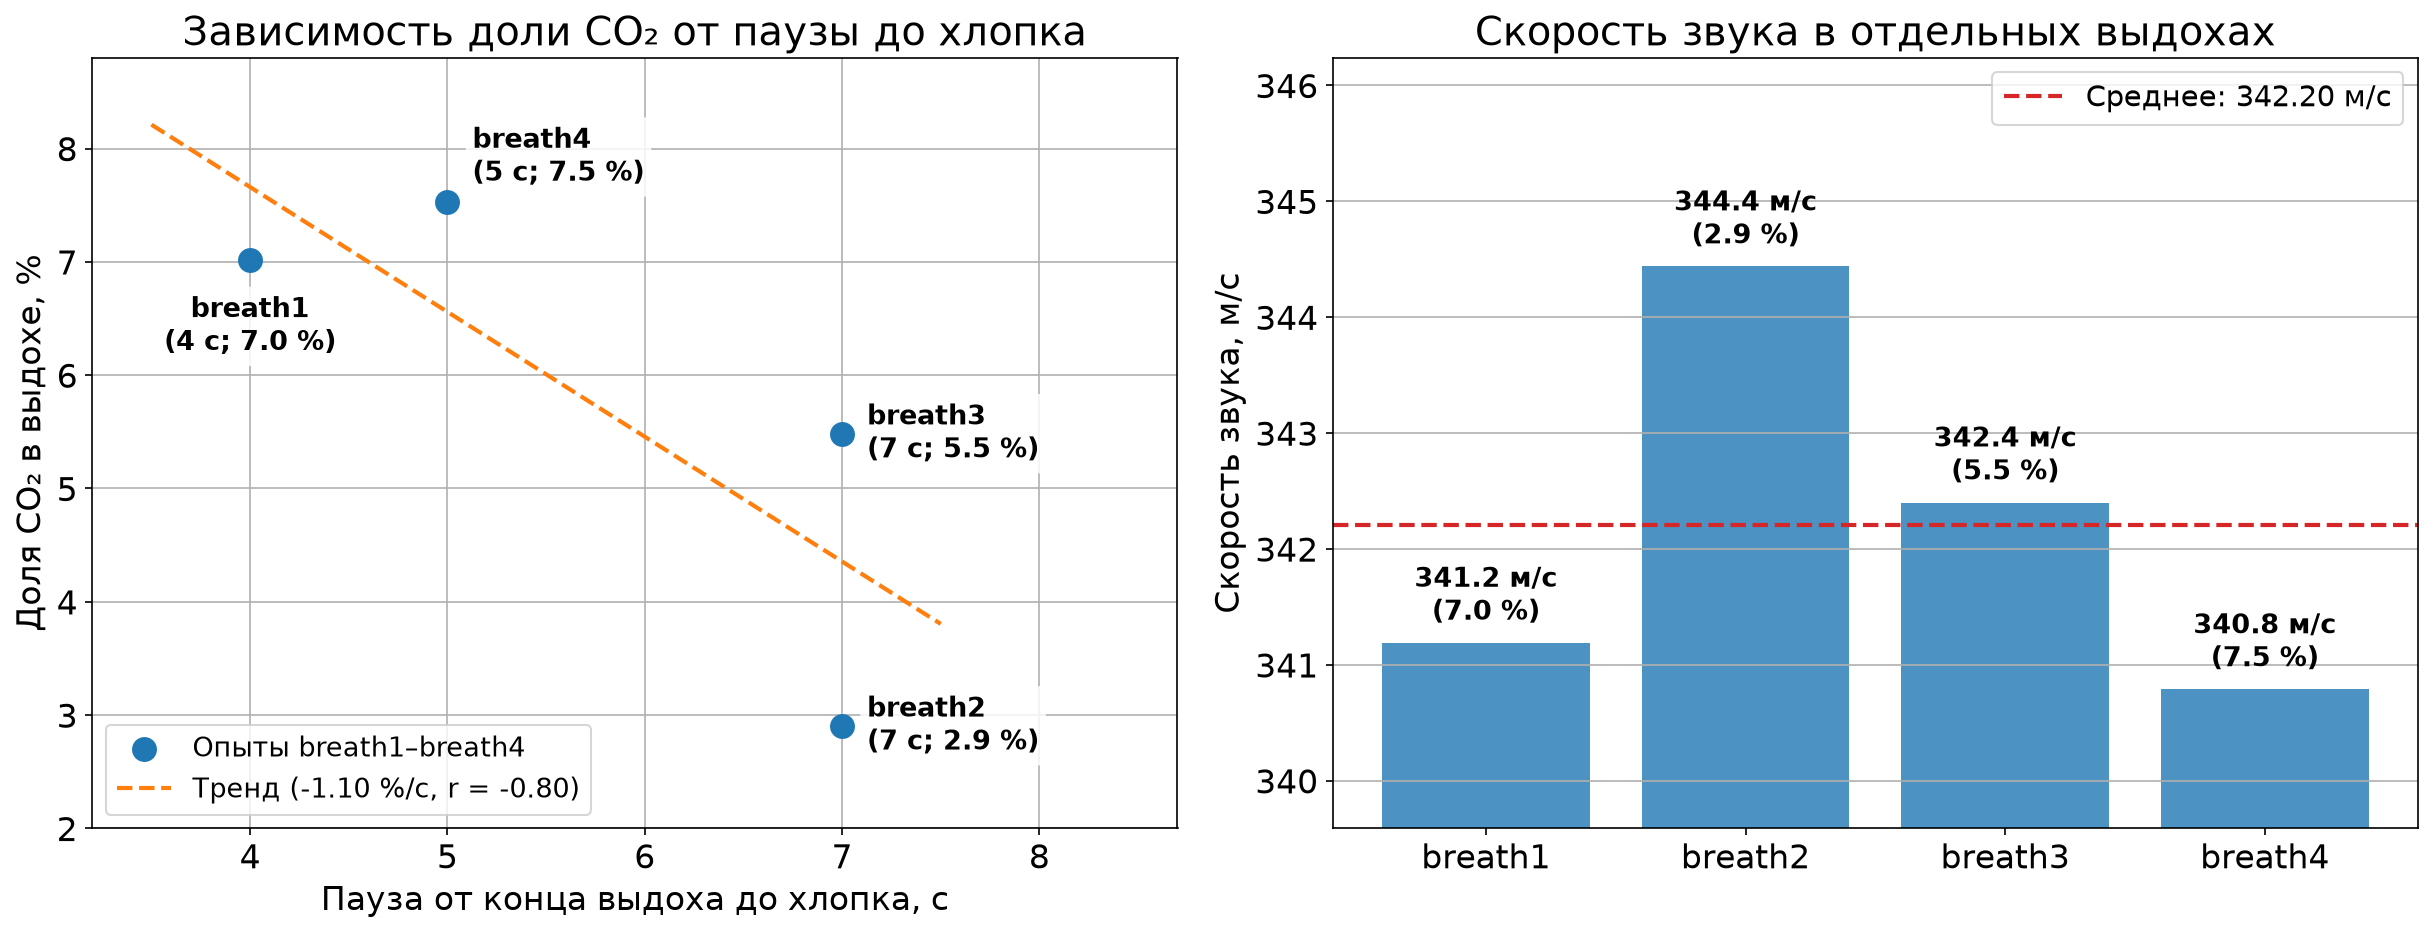 Зависимость доли CO₂ от паузы до хлопка
Доля CO₂ в выдохе, %
8
7
6
5
4
3
2
breath4
(5 с; 7.5 %)
breath1
(4 с; 7.0 %)
breath3
(7 с; 5.5 %)
breath2
(7 с; 2.9 %)
Опыты breath1–breath4
Тренд (-1.10 %/с, r = -0.80)
4
5
6
7
8
Пауза от конца выдоха до хлопка, с
Скорость звука в отдельных выдохах
Скорость звука, м/с
346
345
344
343
342
341
340
Среднее: 342.20 м/с
341.2 м/с
(7.0 %)
344.4 м/с
(2.9 %)
342.4 м/с
(5.5 %)
340.8 м/с
(7.5 %)
breath1
breath2
breath3
breath4